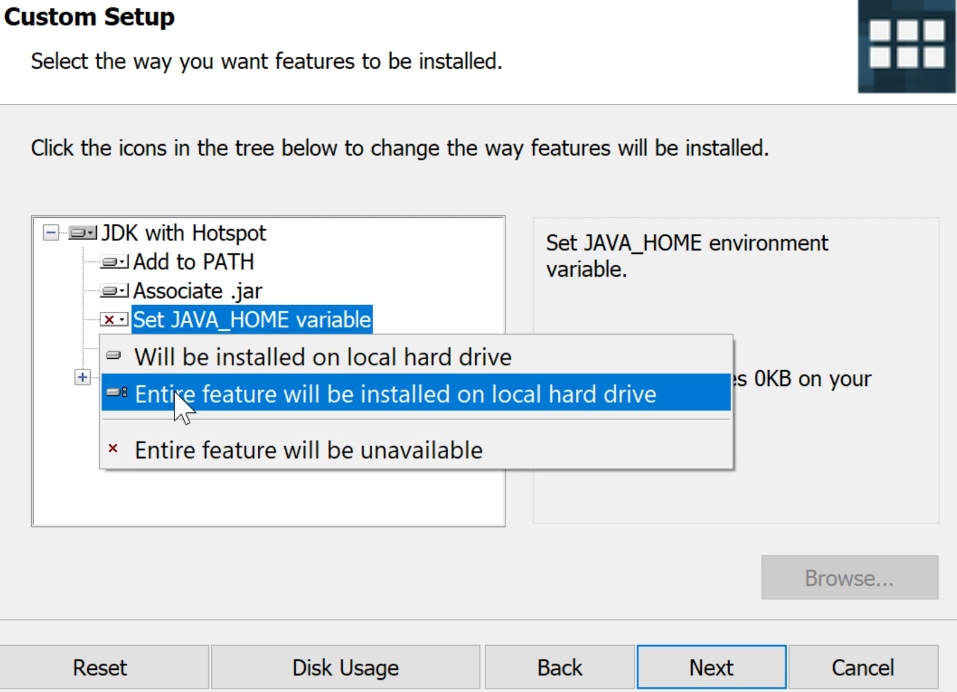 Custom Setup
Select the way you want features to be installed.
Click the icons in the tree below to change the way features will be installed.
JDK with Hotspot
Add to PATH
Associate .jar
Set JAVA_HOME variable
Will be installed on local hard drive
Entire feature will be installed on local hard drive
Entire feature will be unavailable
Set JAVA_HOME environment
variable.
0KB on your
Browse...
Reset
Disk Usage
Back
Next
Cancel